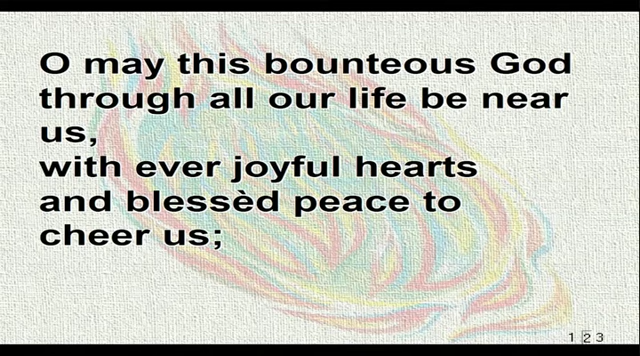 O may this bounteous God
through all our life be near
us,
with ever joyful hearts
and blessèd peace to
cheer us;
1 2 3